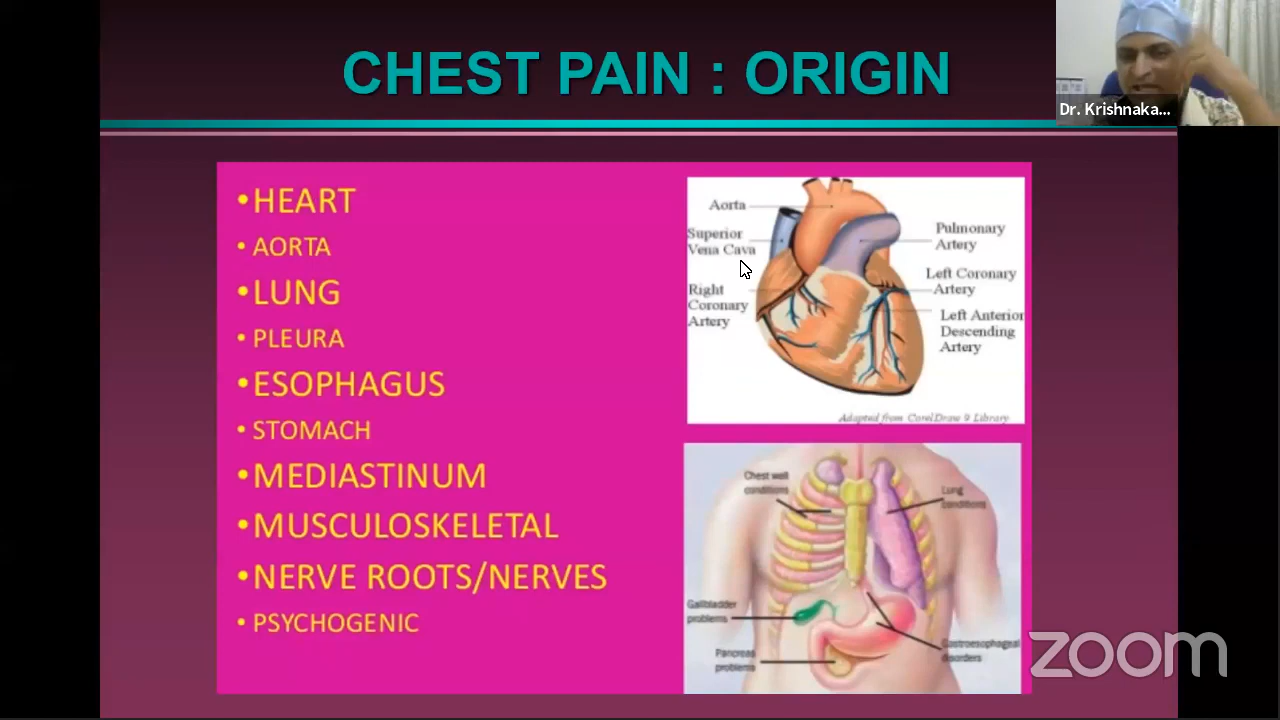 CHEST PAIN : ORIGIN
Dr. Krishnaka...
•HEART
• AORTA
•LUNG
• PLEURA
•ESOPHAGUS
• STOMACH
•MEDIASTINUM
•MUSCULOSKELETAL
•NERVE ROOTS/NERVES
• PSYCHOGENIC
Aorta
Superior
Vena Cava
Right
Coronary
Artery
Pulmonary
Artery
Left Coronary
Artery
Left Anterior
Descending
Artery
Adapted from CorelDraw 9 Library
Chest wall
conditions
Lung
conditions
Gallbladder
problems
Pancreas
problems
Gastroesophageal
disorders
zoom